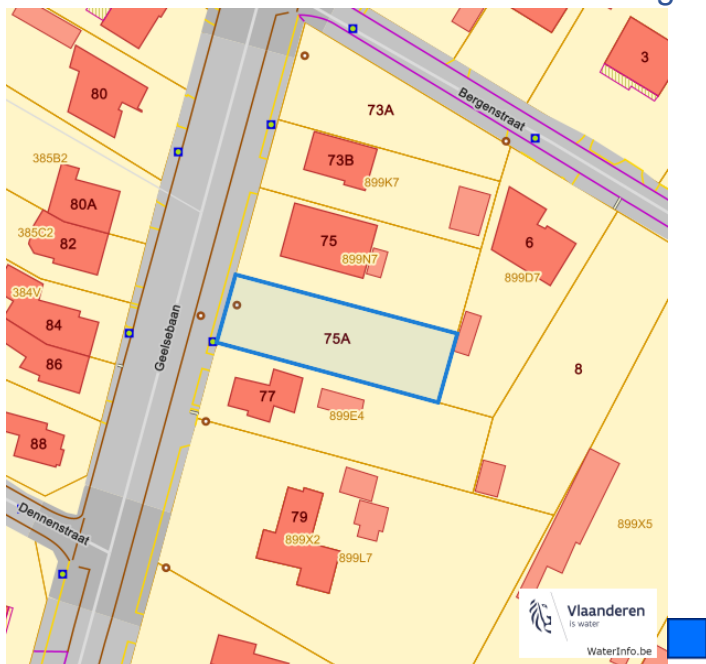 g
3
80
Bergenstraat
73A
73B
899K7
385B2
80A
385C2
82
75
899N7
6
899D7
384V
84
86
Geelsebaan
75A
8
77
899E4
88
Dennenstraat
79
899X2
899L7
899X5
Vlaanderen
is water
WaterInfo.be